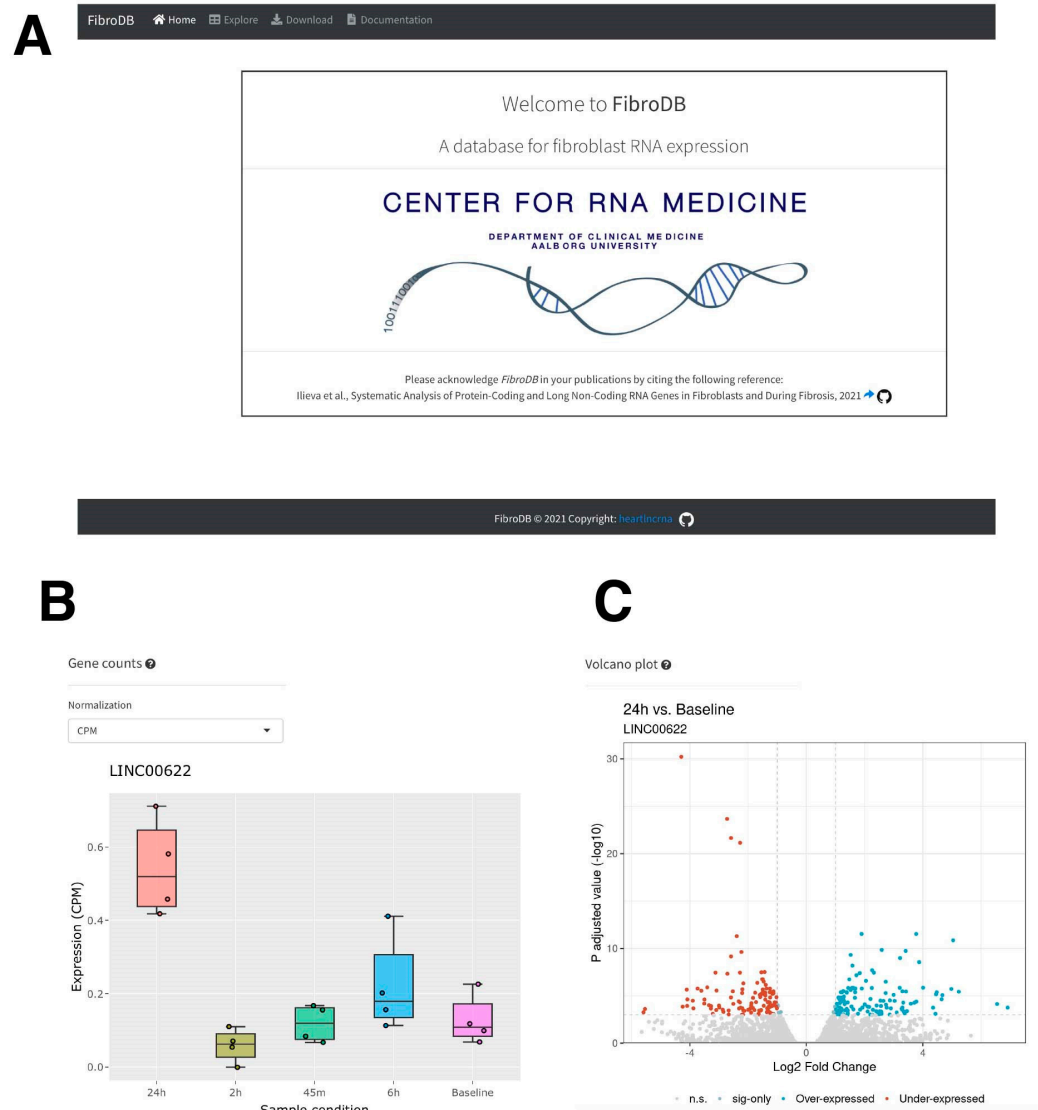 A
FibroDB Home Explore Download Documentation
Welcome to FibroDB
A database for fibroblast RNA expression
CENTER FOR RNA MEDICINE
DEPARTMENT OF CLINICAL MEDICINE
AALBORG UNIVERSITY
1001110010
Please acknowledge FibroDB in your publications by citing the following reference:
Ilieva et al., Systematic Analysis of Protein-Coding and Long Non-Coding RNA Genes in Fibroblasts and During Fibrosis, 2021
FibroDB © 2021 Copyright: heartincrna
B
Gene counts ?
Normalization
CPM
LINC00622
Expression (CPM)
0.6
0.4
0.2
0.0
24h 2h 45m 6h Baseline
Sample condition
C
Volcano plot ?
24h vs. Baseline
LINC00622
P adjusted value (-log10)
30
20
10
0
-4 0 4
Log2 Fold Change
n.s. sig-only Over-expressed Under-expressed